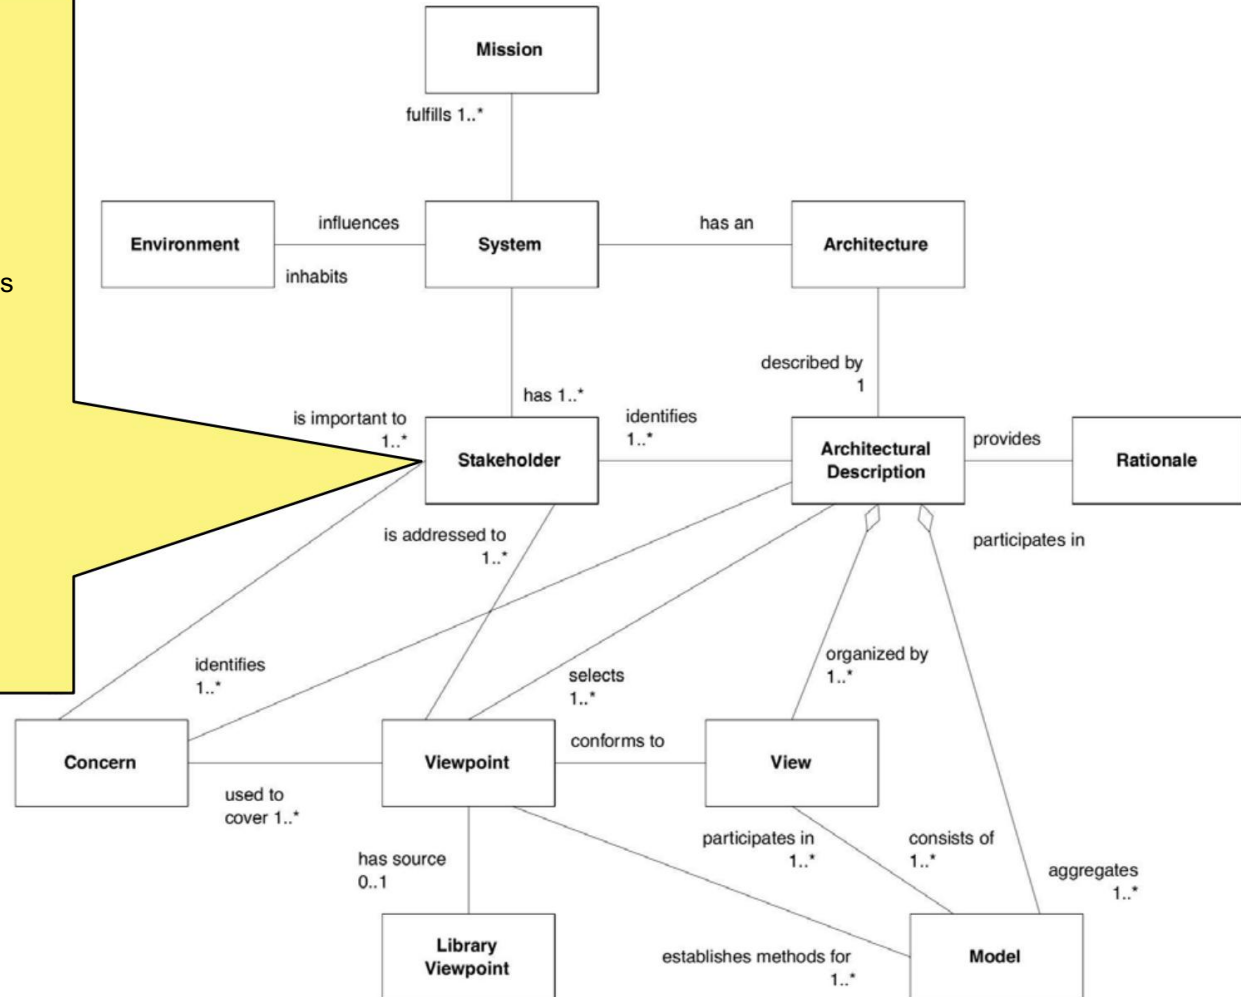 Mission
fulfills 1..*
influences
has an
Environment
System
Architecture
inhabits
s
described by
1
has 1..*
is important to
1..*
identifies
1..*
Stakeholder
Architectural
Description
provides
Rationale
is addressed to
1..*
participates in
identifies
1..*
organized by
1..*
selects
1..*
conforms to
Concern
Viewpoint
View
used to
cover 1..*
has source
0..1
participates in
1..*
consists of
1..*
aggregates
1..*
Library
Viewpoint
establishes methods for
1..*
Model